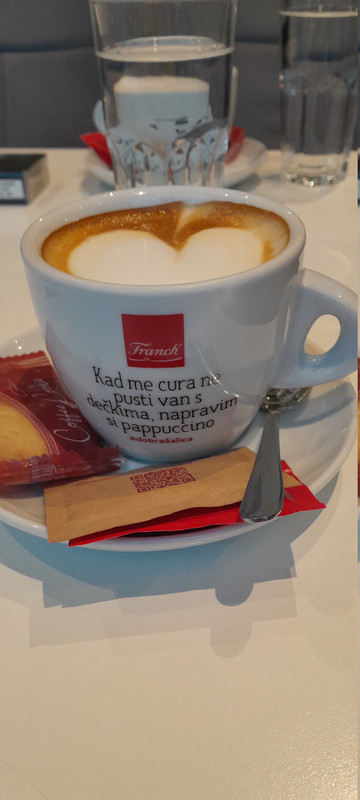 Franck
Kad me cura ne
pusti van s
dečkima, napravim
si pappuccino
#dobrašalica